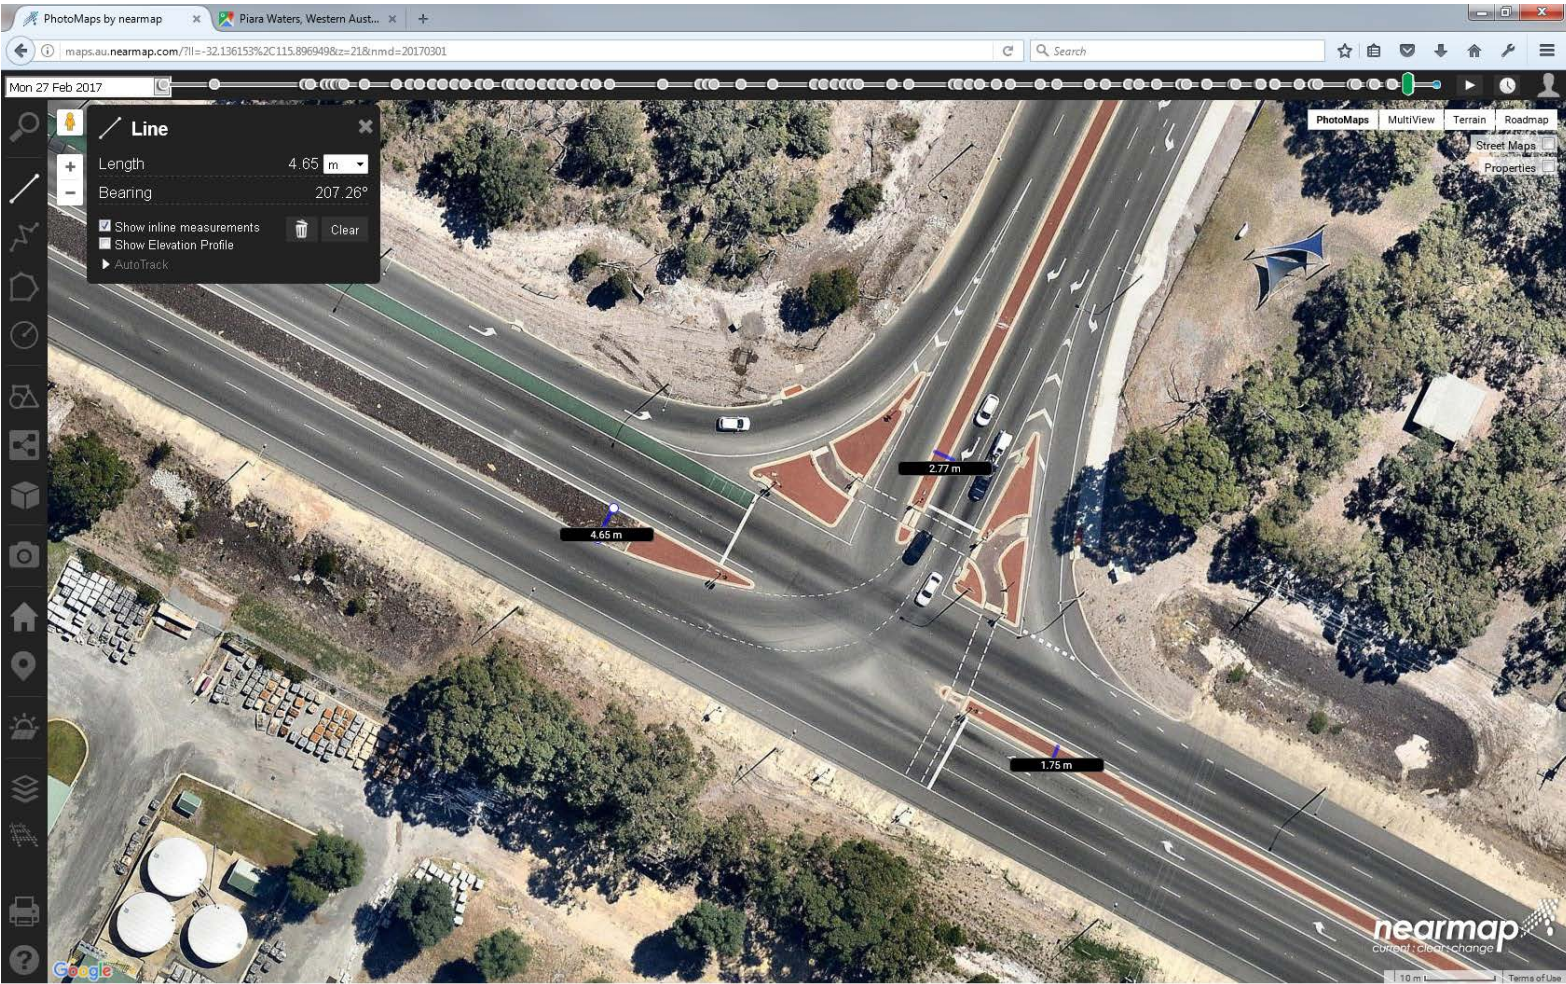 PhotoMaps by nearmap
Piara Waters, Western Aust...
maps.au.nearmap.com/?ll=-32.136153%2C115.896949&z=21&nmd=20170301
Search
Mon 27 Feb 2017
Line
Length 4.65 m
Bearing 207.26°
Show inline measurements
Show Elevation Profile
Clear
AutoTrack
PhotoMaps MultiView Terrain Roadmap
Street Maps
Properties
2.77 m
4.65 m
1.75 m
nearmap
current:clear:change
Google
10 m
Terms of Use